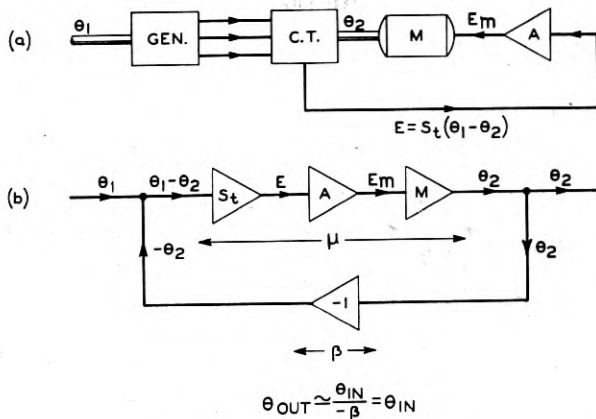 (a)
θ1
GEN.
C.T.
θ2
M
Em
A
E=St(θ1-θ2)
(b)
θ1
θ1-θ2
St
E
A
Em
M
θ2
θ2
μ
-θ2
θ2
-1
β
θOUT ≃ θIN/-β = θIN